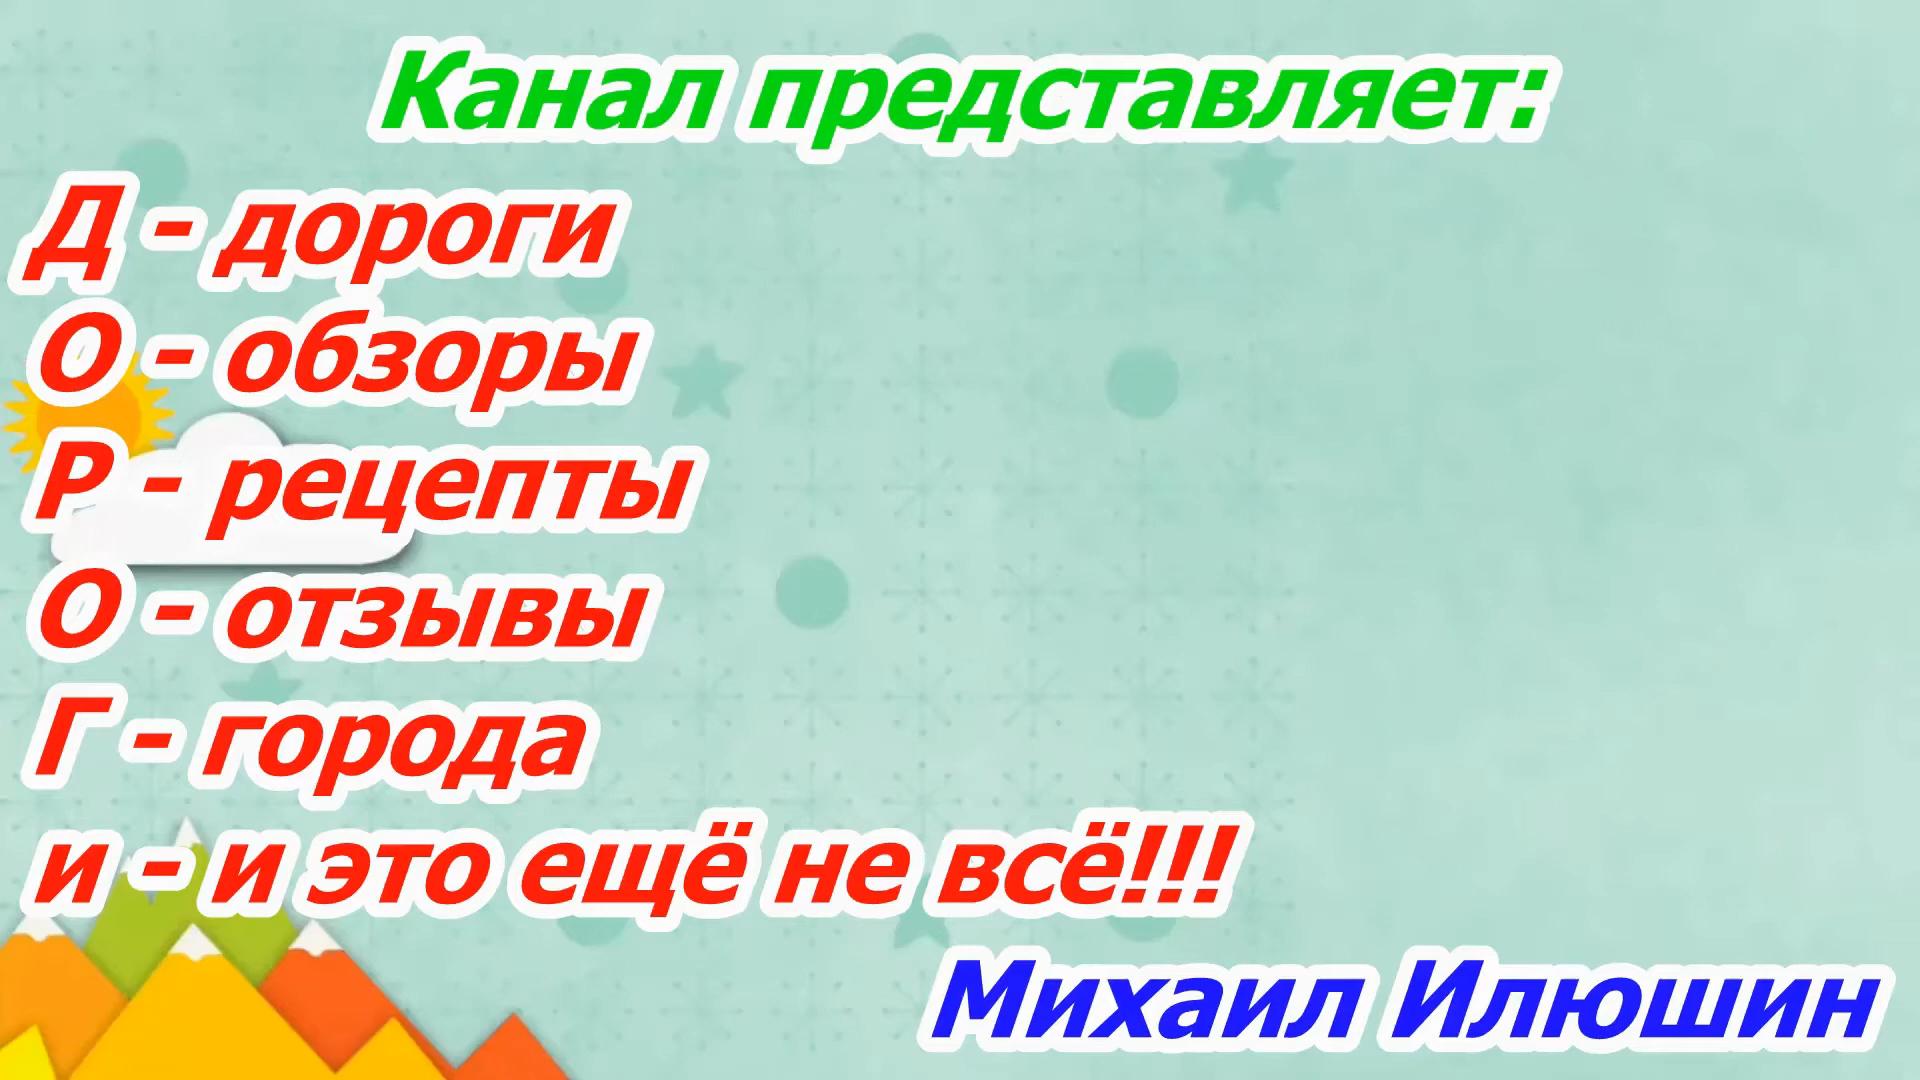 Канал представляет:
Д - дороги
О - обзоры
Р - рецепты
О - отзывы
Г - города
и - и это ещё не всё!!!
Михаил Илюшин